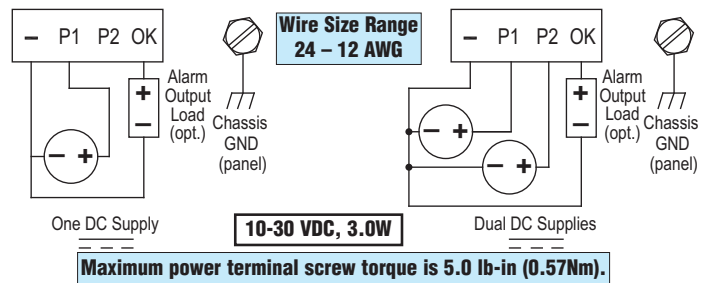 – P1 P2 OK
Wire Size Range
24 – 12 AWG
– P1 P2 OK
+
–
Alarm
Output
Load
(opt.)
Chassis
GND
(panel)
– +
+
–
Alarm
Output
Load
(opt.)
Chassis
GND
(panel)
– +
– +
One DC Supply
10-30 VDC, 3.0W
Dual DC Supplies
Maximum power terminal screw torque is 5.0 lb-in (0.57Nm).